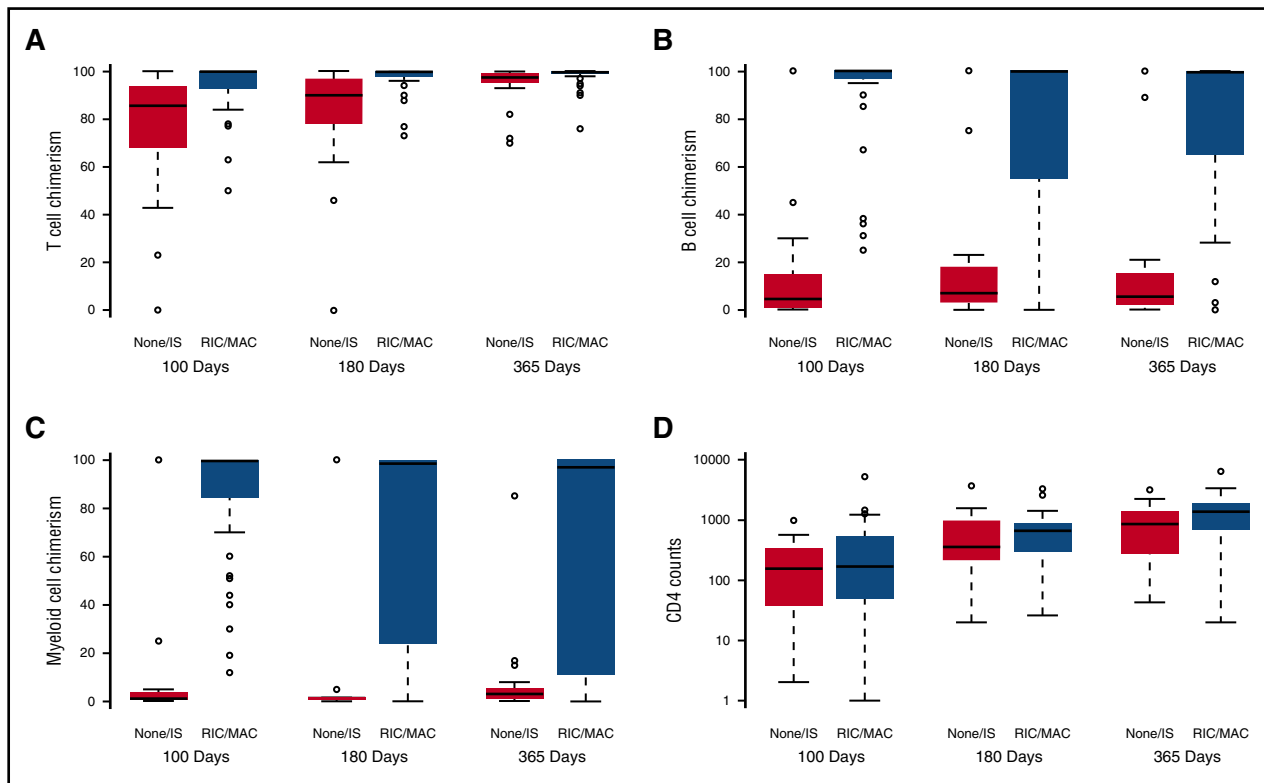 A
T cell chimerism
100
80
60
40
20
0
None/IS RIC/MAC None/IS RIC/MAC None/IS RIC/MAC
100 Days 180 Days 365 Days
B
B cell chimerism
100
80
60
40
20
0
None/IS RIC/MAC None/IS RIC/MAC None/IS RIC/MAC
100 Days 180 Days 365 Days
C
Myeloid cell chimerism
100
80
60
40
20
0
None/IS RIC/MAC None/IS RIC/MAC None/IS RIC/MAC
100 Days 180 Days 365 Days
D
CD4 counts
10000
1000
100
10
1
None/IS RIC/MAC None/IS RIC/MAC None/IS RIC/MAC
100 Days 180 Days 365 Days